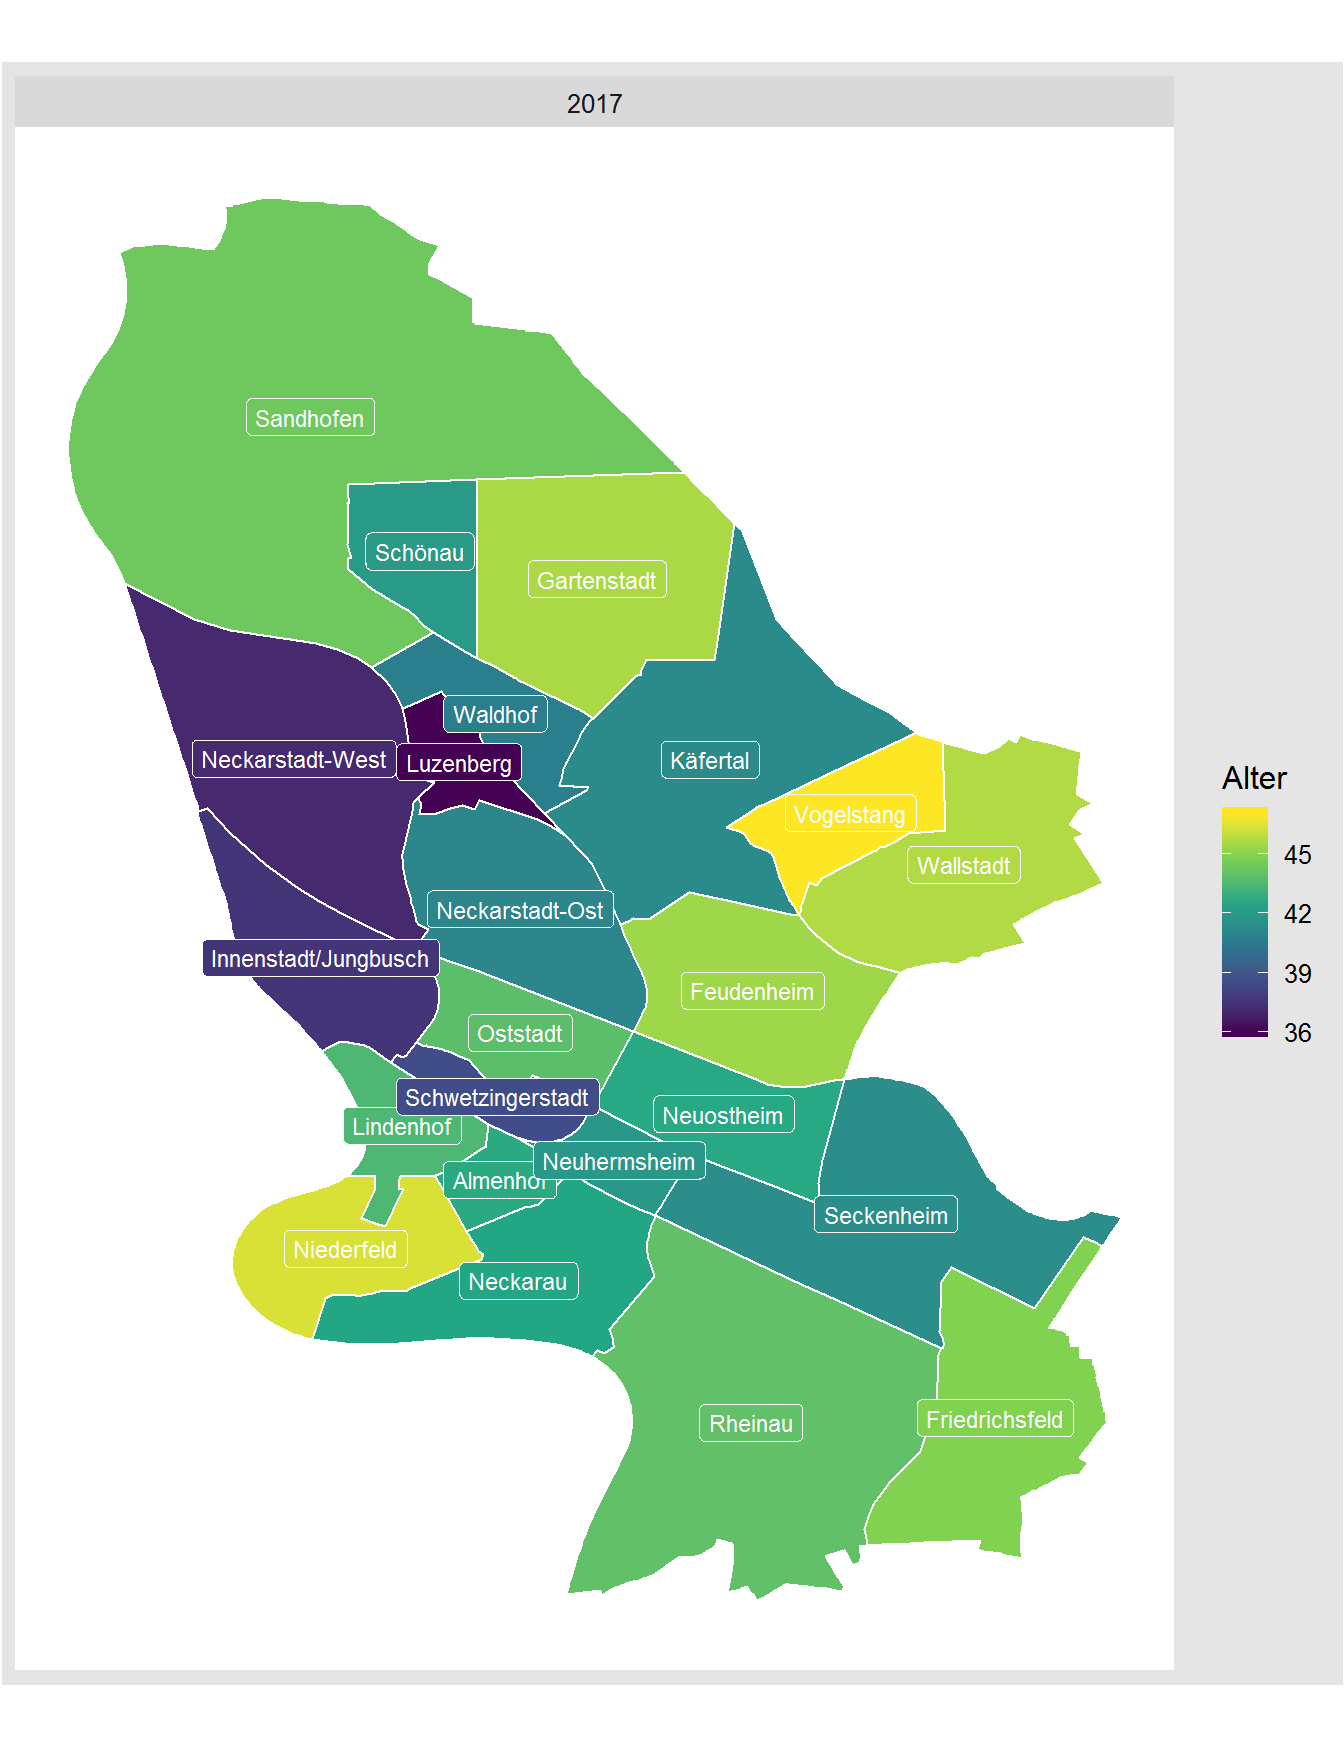 2017
Sandhofen
Schönau
Gartenstadt
Waldhof
Neckarstadt-West
Luzenberg
Käfertal
Vogelstang
Wallstadt
Neckarstadt-Ost
Innenstadt/Jungbusch
Feudenheim
Oststadt
Schwetzingerstadt
Neuostheim
Lindenhof
Neuhermsheim
Almenhof
Seckenheim
Niederfeld
Neckarau
Rheinau
Friedrichsfeld
Alter
45
42
39
36